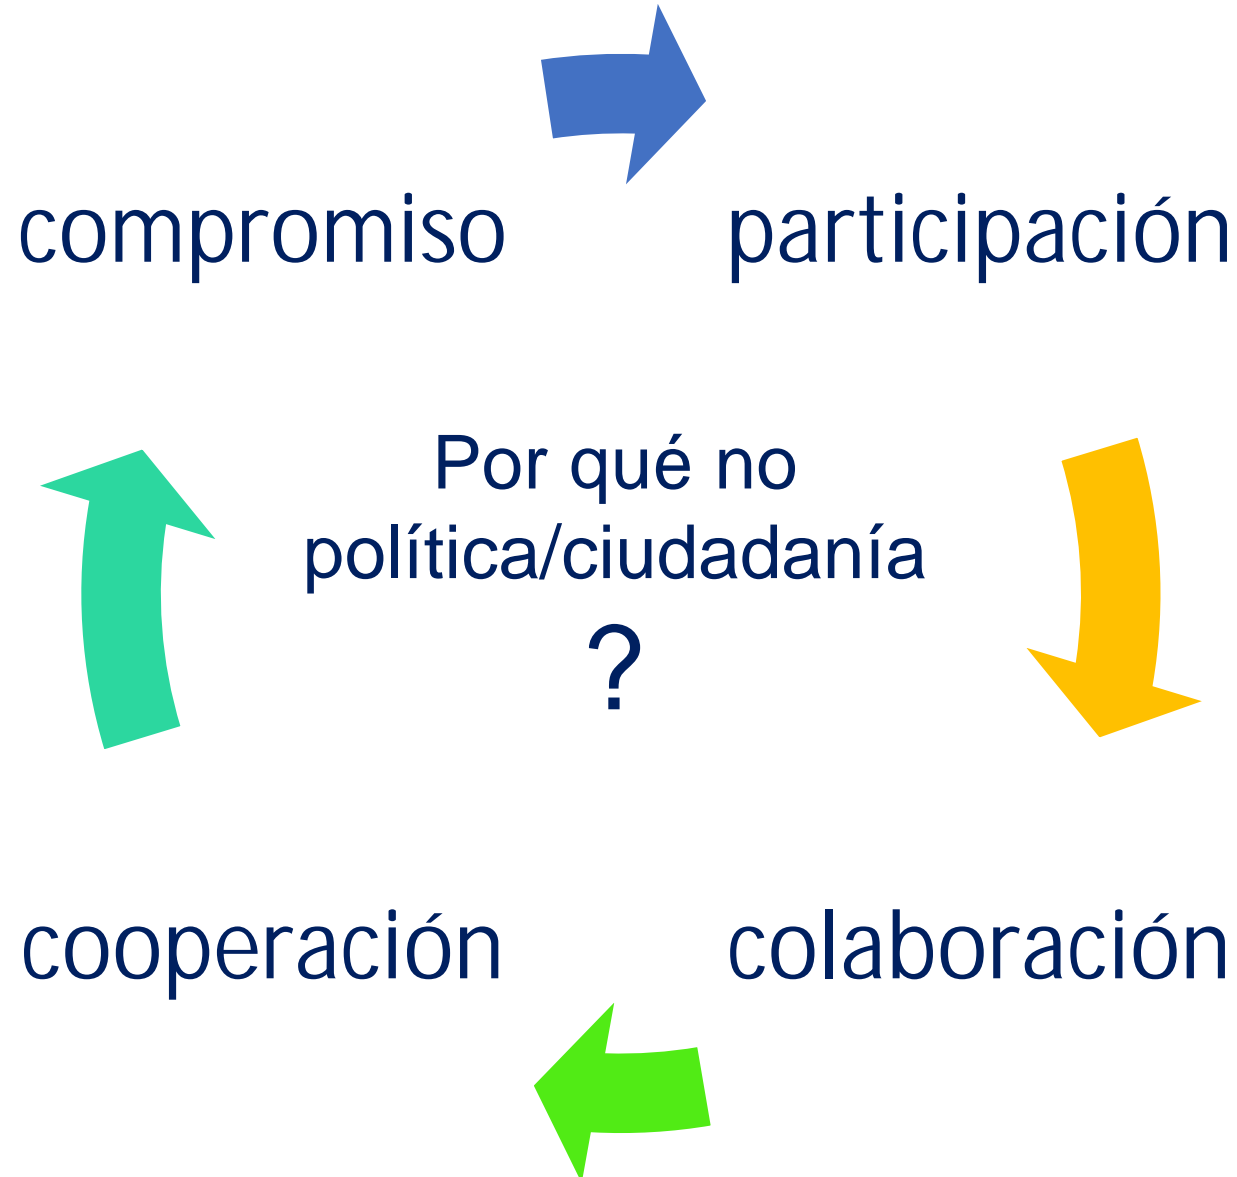 compromiso
participación
Por qué no
política/ciudadanía
?
cooperación
colaboración